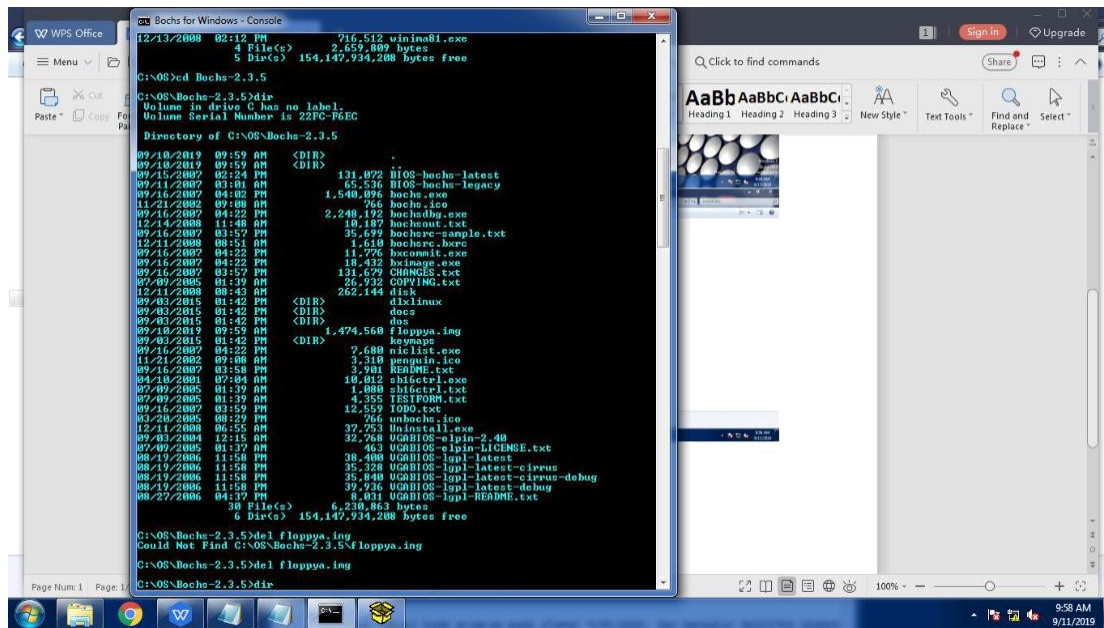 Bochs for Windows - Console
12/13/2008 02:12 PM 716,512 winima81.exe
4 File(s) 2,659,809 bytes
5 Dir(s) 154,147,934,208 bytes free
C:\OS>cd Bochs-2.3.5
C:\OS\Bochs-2.3.5>dir
Volume in drive C has no label.
Volume Serial Number is 22FC-F6EC
Directory of C:\OS\Bochs-2.3.5
09/10/2019 09:59 AM <DIR> .
09/10/2019 09:59 AM <DIR> ..
09/15/2007 02:24 PM 131,072 BIOS-bochs-latest
09/11/2007 03:01 AM 65,536 BIOS-bochs-legacy
09/16/2007 04:02 PM 1,540,096 bochs.exe
11/21/2002 09:08 AM 766 bochs.ico
09/16/2007 04:22 PM 2,248,192 bochsdbg.exe
12/14/2008 11:48 AM 10,187 bochsout.txt
09/16/2007 03:57 PM 35,699 bochsrc-sample.txt
12/11/2008 08:51 AM 1,610 bochsrc.bxrc
09/16/2007 04:22 PM 11,776 bxcommit.exe
09/16/2007 04:22 PM 18,432 bximage.exe
09/16/2007 03:57 PM 131,679 CHANGES.txt
07/09/2005 01:39 AM 26,932 COPYING.txt
12/11/2008 08:43 AM 262,144 disk
09/03/2015 01:42 PM <DIR> dlxlinux
09/03/2015 01:42 PM <DIR> docs
09/03/2015 01:42 PM <DIR> dos
09/10/2019 09:59 AM 1,474,560 floppya.img
09/03/2015 01:42 PM <DIR> keymaps
09/16/2007 04:22 PM 7,680 niclist.exe
11/21/2002 09:08 AM 3,310 penguin.ico
09/16/2007 03:58 PM 3,901 README.txt
04/10/2001 07:04 AM 10,012 sb16ctrl.exe
07/09/2005 01:39 AM 1,080 sb16ctrl.txt
07/09/2005 01:39 AM 4,355 TESTFORM.txt
09/16/2007 03:59 PM 12,559 TODO.txt
03/20/2005 08:29 PM 766 unbochs.ico
12/11/2008 06:55 AM 37,753 Uninstall.exe
09/03/2004 12:15 AM 32,768 VGABIOS-elpin-2.40
07/09/2005 01:37 AM 463 VGABIOS-elpin-LICENSE.txt
08/19/2006 11:58 PM 38,400 VGABIOS-lgpl-latest
08/19/2006 11:58 PM 35,328 VGABIOS-lgpl-latest-cirrus
08/19/2006 11:58 PM 35,840 VGABIOS-lgpl-latest-cirrus-debug
08/19/2006 11:58 PM 39,936 VGABIOS-lgpl-latest-debug
08/27/2006 04:37 PM 8,031 VGABIOS-lgpl-README.txt
30 File(s) 6,230,863 bytes
6 Dir(s) 154,147,934,208 bytes free
C:\OS\Bochs-2.3.5>del floppya.ing
Could Not Find C:\OS\Bochs-2.3.5\floppya.ing
C:\OS\Bochs-2.3.5>del floppya.img
C:\OS\Bochs-2.3.5>dir
WPS Office
1
Sign in
Upgrade
Menu
Click to find commands
Share
Cut
Paste
Copy
AaBb AaBbC AaBbC
Heading 1 Heading 2 Heading 3
New Style
Text Tools
Find and Replace
Select
Page Num: 1
100%
9:58 AM
9/11/2019